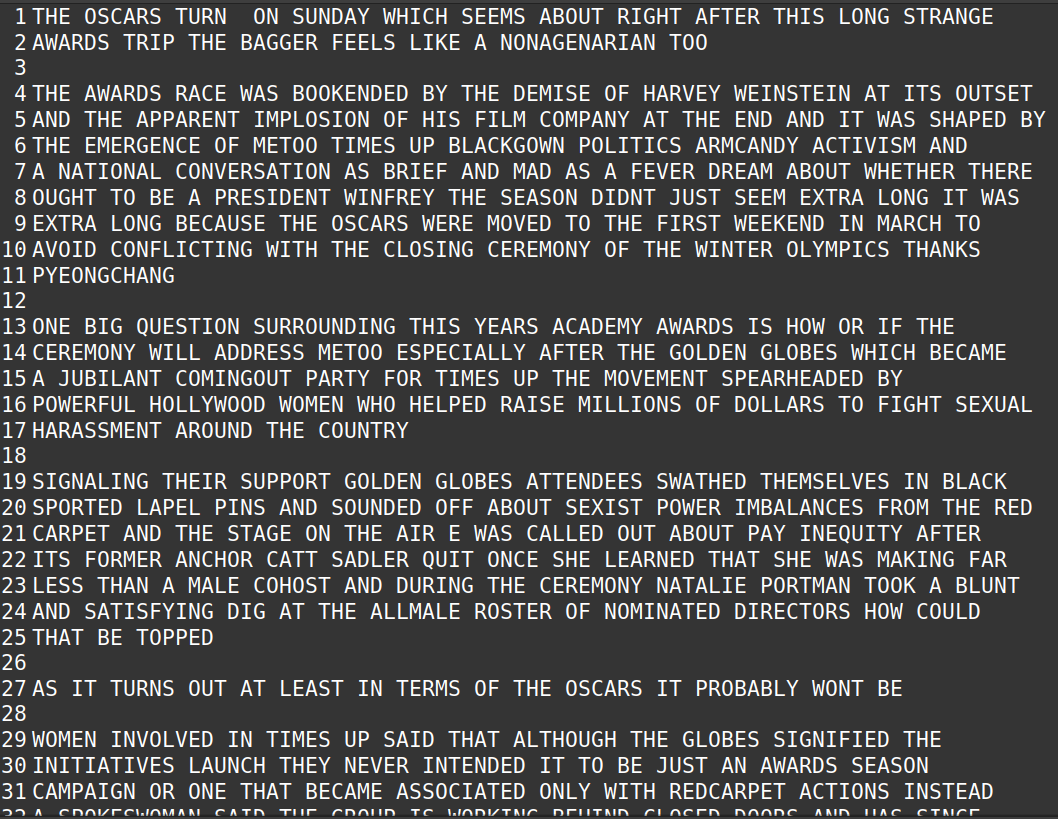 1 THE OSCARS TURN  ON SUNDAY WHICH SEEMS ABOUT RIGHT AFTER THIS LONG STRANGE
2 AWARDS TRIP THE BAGGER FEELS LIKE A NONAGENARIAN TOO
3
4 THE AWARDS RACE WAS BOOKENDED BY THE DEMISE OF HARVEY WEINSTEIN AT ITS OUTSET
5 AND THE APPARENT IMPLOSION OF HIS FILM COMPANY AT THE END AND IT WAS SHAPED BY
6 THE EMERGENCE OF METOO TIMES UP BLACKGOWN POLITICS ARMCANDY ACTIVISM AND
7 A NATIONAL CONVERSATION AS BRIEF AND MAD AS A FEVER DREAM ABOUT WHETHER THERE
8 OUGHT TO BE A PRESIDENT WINFREY THE SEASON DIDNT JUST SEEM EXTRA LONG IT WAS
9 EXTRA LONG BECAUSE THE OSCARS WERE MOVED TO THE FIRST WEEKEND IN MARCH TO
10 AVOID CONFLICTING WITH THE CLOSING CEREMONY OF THE WINTER OLYMPICS THANKS
11 PYEONGCHANG
12
13 ONE BIG QUESTION SURROUNDING THIS YEARS ACADEMY AWARDS IS HOW OR IF THE
14 CEREMONY WILL ADDRESS METOO ESPECIALLY AFTER THE GOLDEN GLOBES WHICH BECAME
15 A JUBILANT COMINGOUT PARTY FOR TIMES UP THE MOVEMENT SPEARHEADED BY
16 POWERFUL HOLLYWOOD WOMEN WHO HELPED RAISE MILLIONS OF DOLLARS TO FIGHT SEXUAL
17 HARASSMENT AROUND THE COUNTRY
18
19 SIGNALING THEIR SUPPORT GOLDEN GLOBES ATTENDEES SWATHED THEMSELVES IN BLACK
20 SPORTED LAPEL PINS AND SOUNDED OFF ABOUT SEXIST POWER IMBALANCES FROM THE RED
21 CARPET AND THE STAGE ON THE AIR E WAS CALLED OUT ABOUT PAY INEQUITY AFTER
22 ITS FORMER ANCHOR CATT SADLER QUIT ONCE SHE LEARNED THAT SHE WAS MAKING FAR
23 LESS THAN A MALE COHOST AND DURING THE CEREMONY NATALIE PORTMAN TOOK A BLUNT
24 AND SATISFYING DIG AT THE ALLMALE ROSTER OF NOMINATED DIRECTORS HOW COULD
25 THAT BE TOPPED
26
27 AS IT TURNS OUT AT LEAST IN TERMS OF THE OSCARS IT PROBABLY WONT BE
28
29 WOMEN INVOLVED IN TIMES UP SAID THAT ALTHOUGH THE GLOBES SIGNIFIED THE
30 INITIATIVES LAUNCH THEY NEVER INTENDED IT TO BE JUST AN AWARDS SEASON
31 CAMPAIGN OR ONE THAT BECAME ASSOCIATED ONLY WITH REDCARPET ACTIONS INSTEAD
32 A SPOKESWOMAN SAID THE GROUP IS WORKING BEHIND CLOSED DOORS AND HAS SINCE